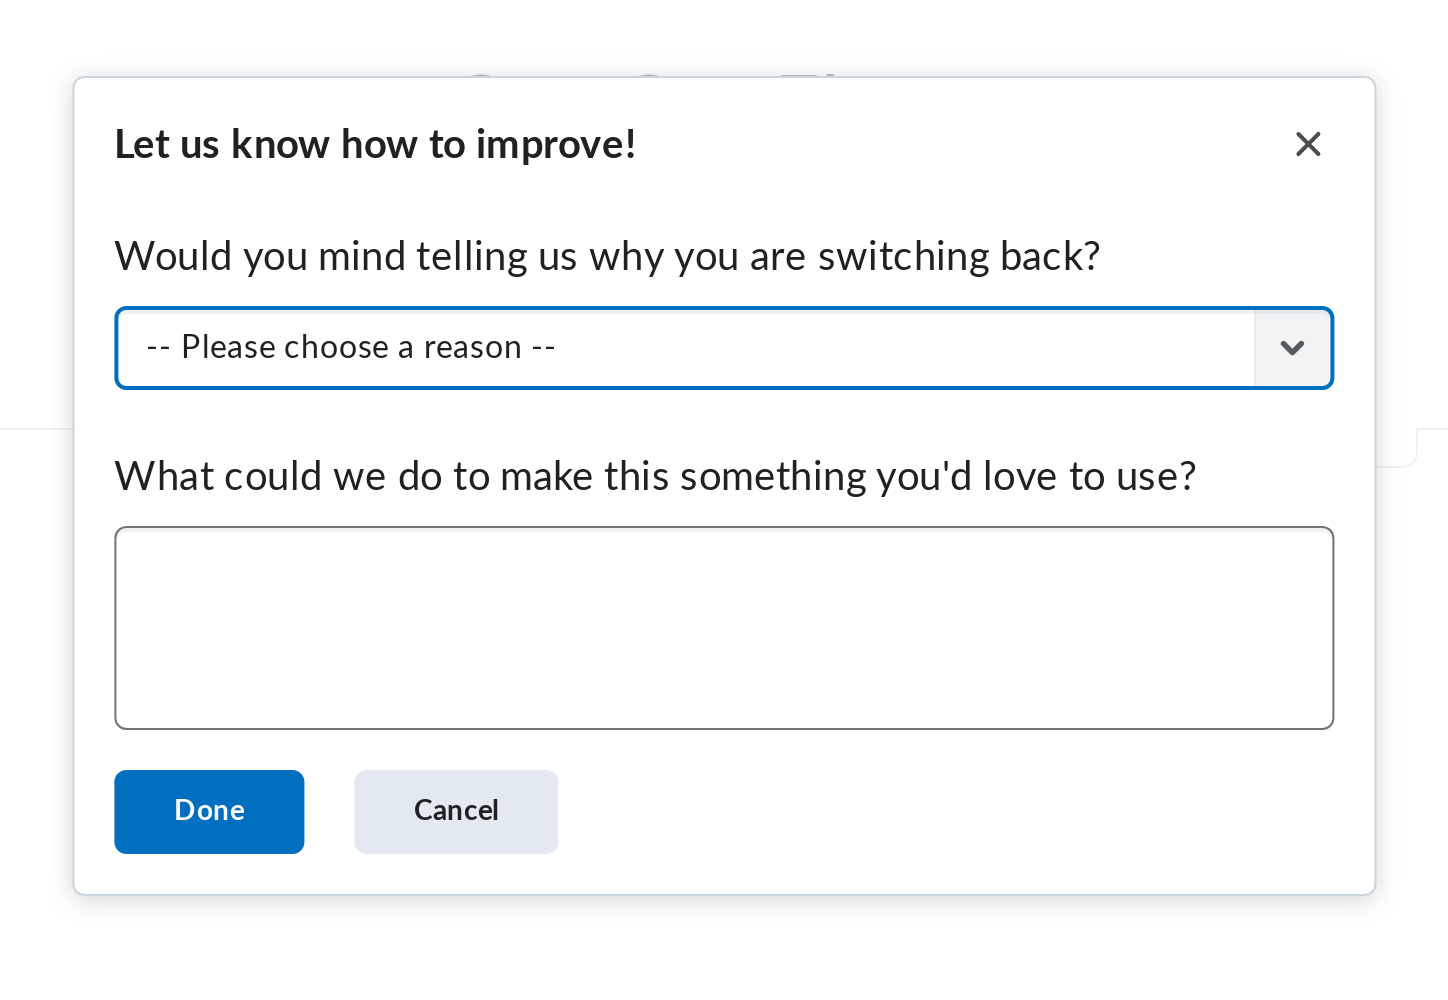 Let us know how to improve!
Would you mind telling us why you are switching back?
-- Please choose a reason --
What could we do to make this something you'd love to use?
Done
Cancel